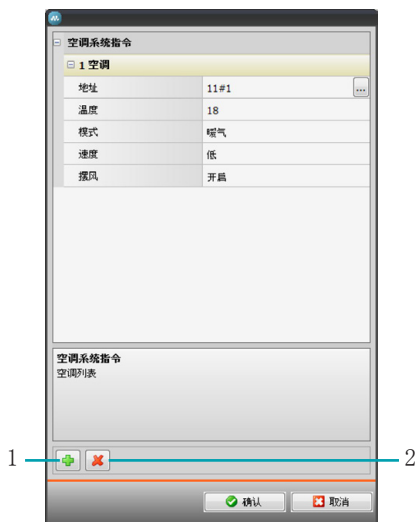 空调系统指令
1 空调
地址 11#1 ...
温度 18
模式 暖气
速度 低
摆风 开启
空调系统指令
空调列表
1 2
确认 取消